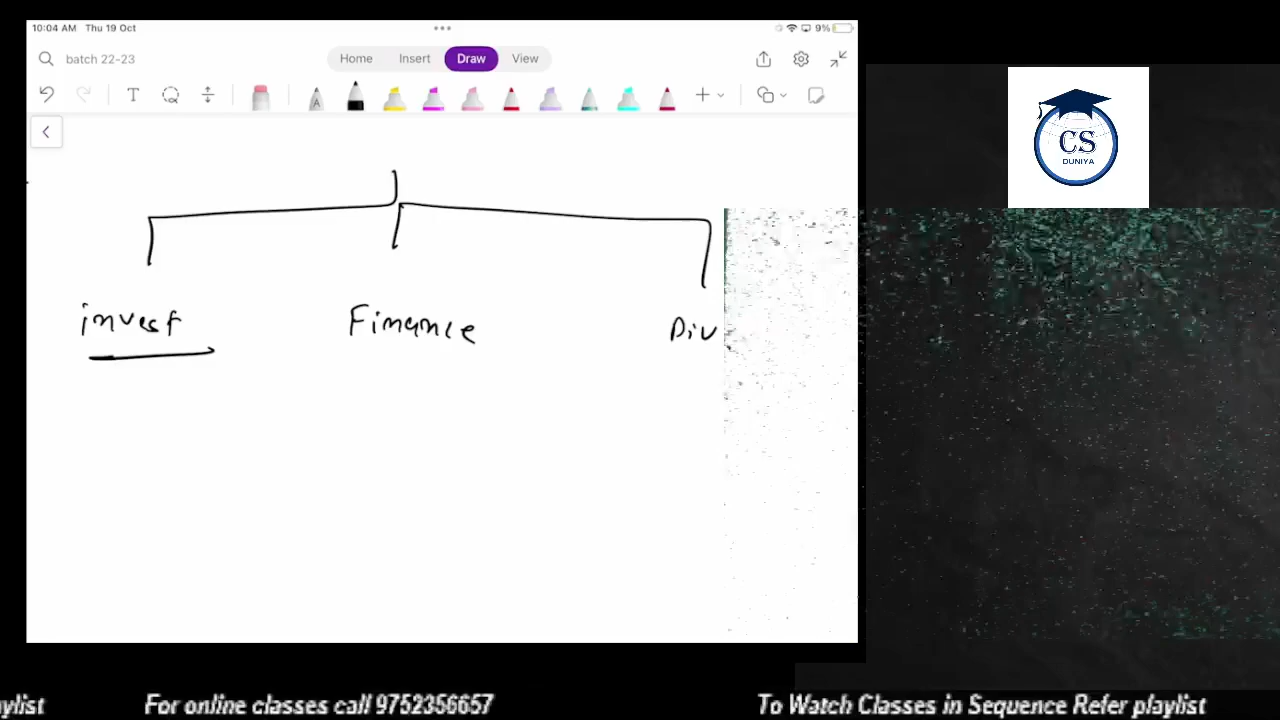 10:04 AM Thu 19 Oct
9%
batch 22-23
Home Insert Draw View
T
A
CS
DUNIYA
invest Finance Div
ylist For online classes call 9752356657 To Watch Classes in Sequence Refer playlist